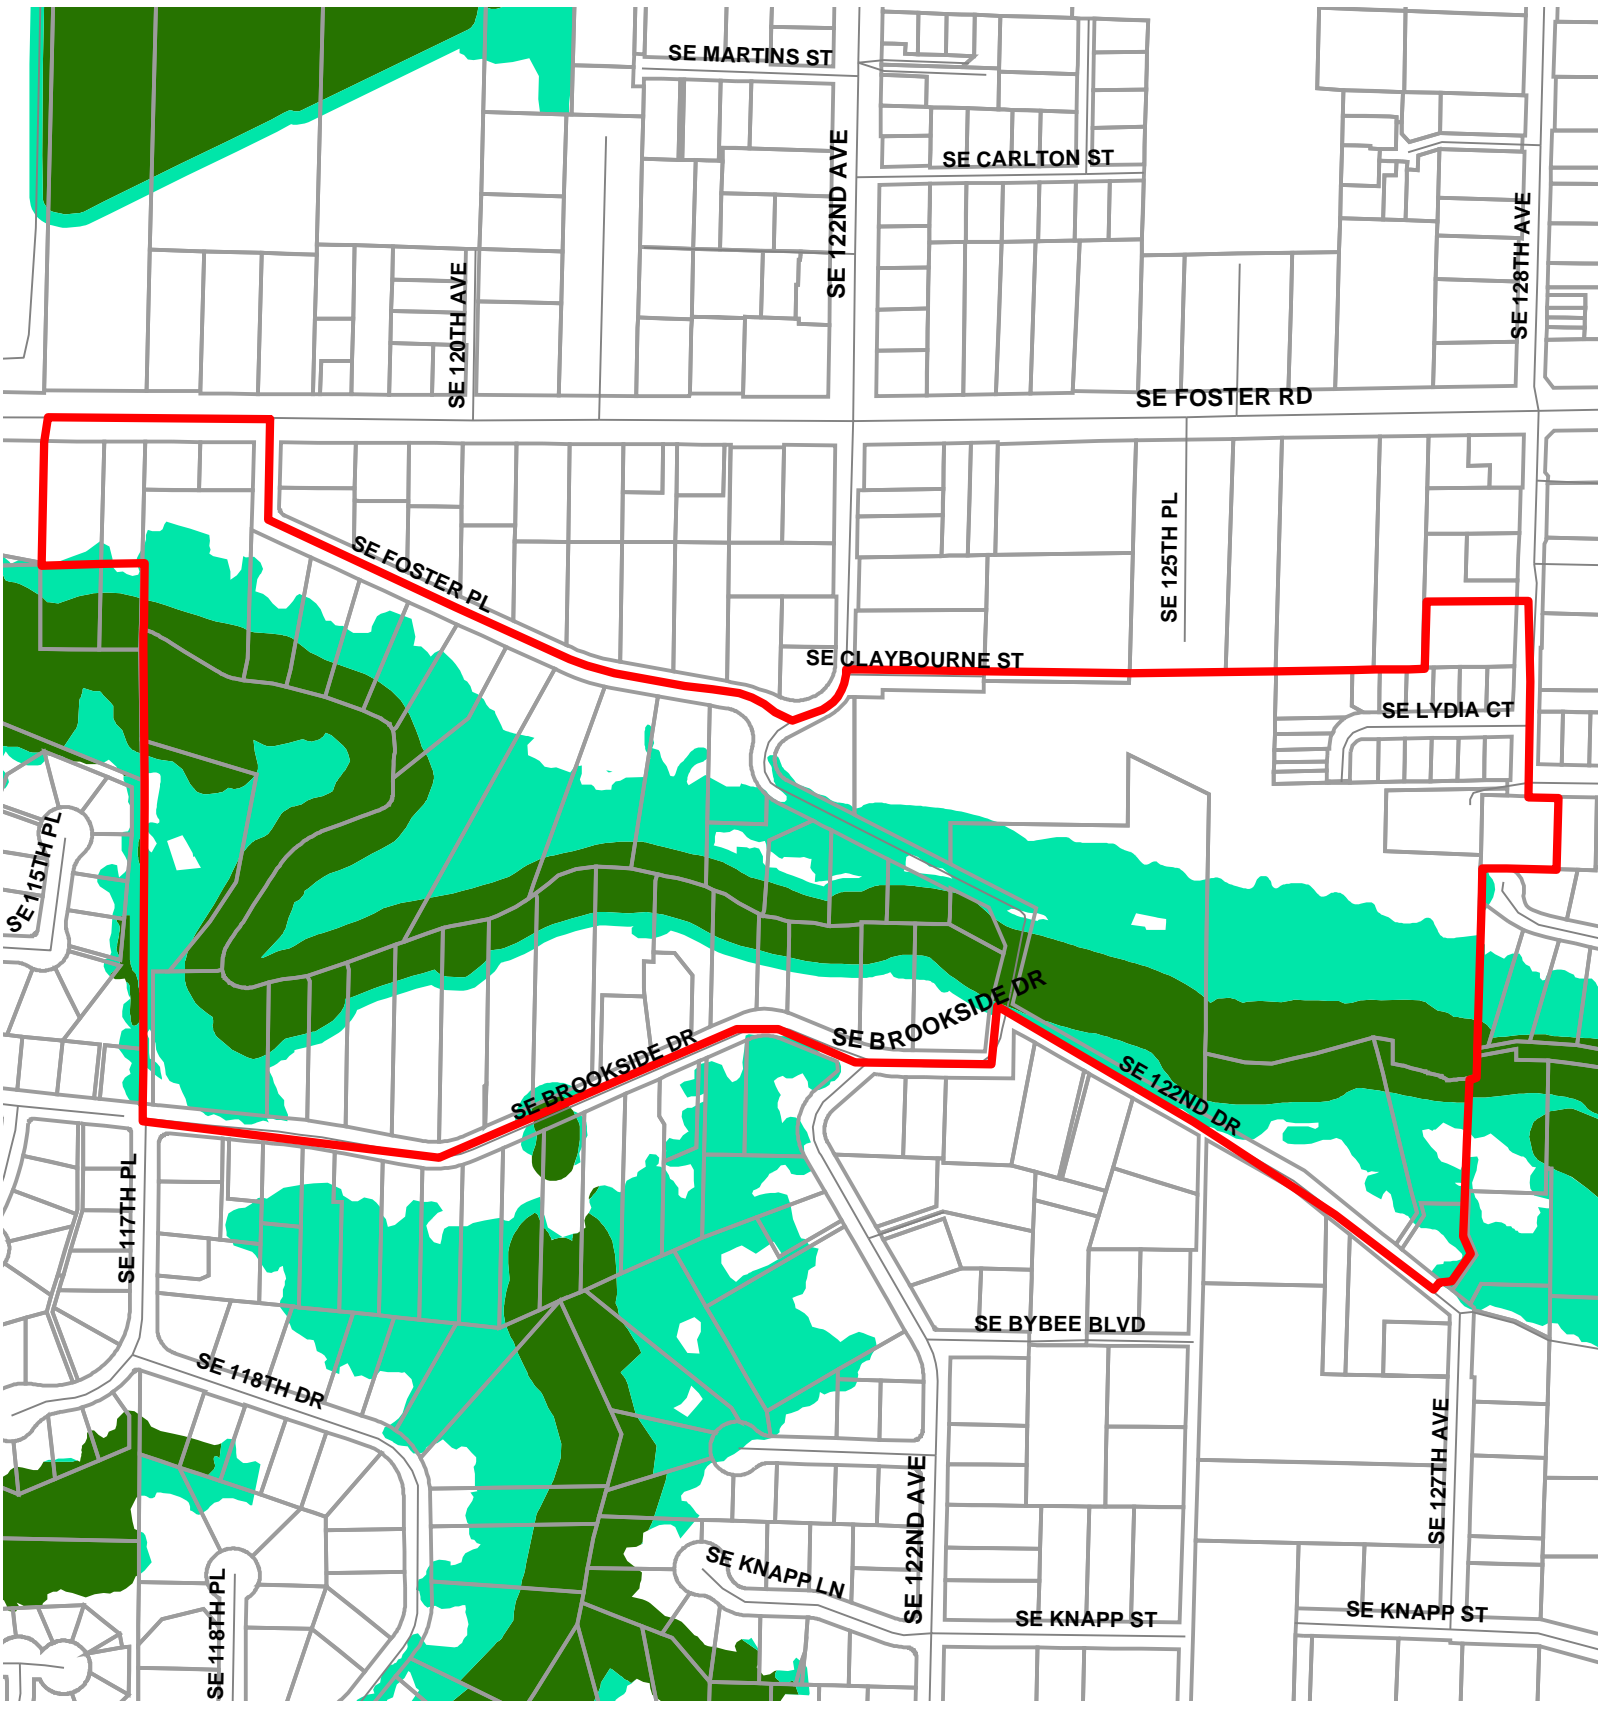 SE MARTINS ST
SE CARLTON ST
SE 122ND AVE
SE 128TH AVE
SE 120TH AVE
SE FOSTER RD
SE FOSTER PL
SE 125TH PL
SE CLAYBOURNE ST
SE LYDIA CT
SE 115TH PL
SE BROOKSIDE DR
SE BROOKSIDE DR
SE 122ND DR
SE 117TH PL
SE BYBEE BLVD
SE 118TH DR
SE 127TH AVE
SE 122ND AVE
SE KNAPP LN
SE 118TH PL
SE KNAPP ST
SE KNAPP ST